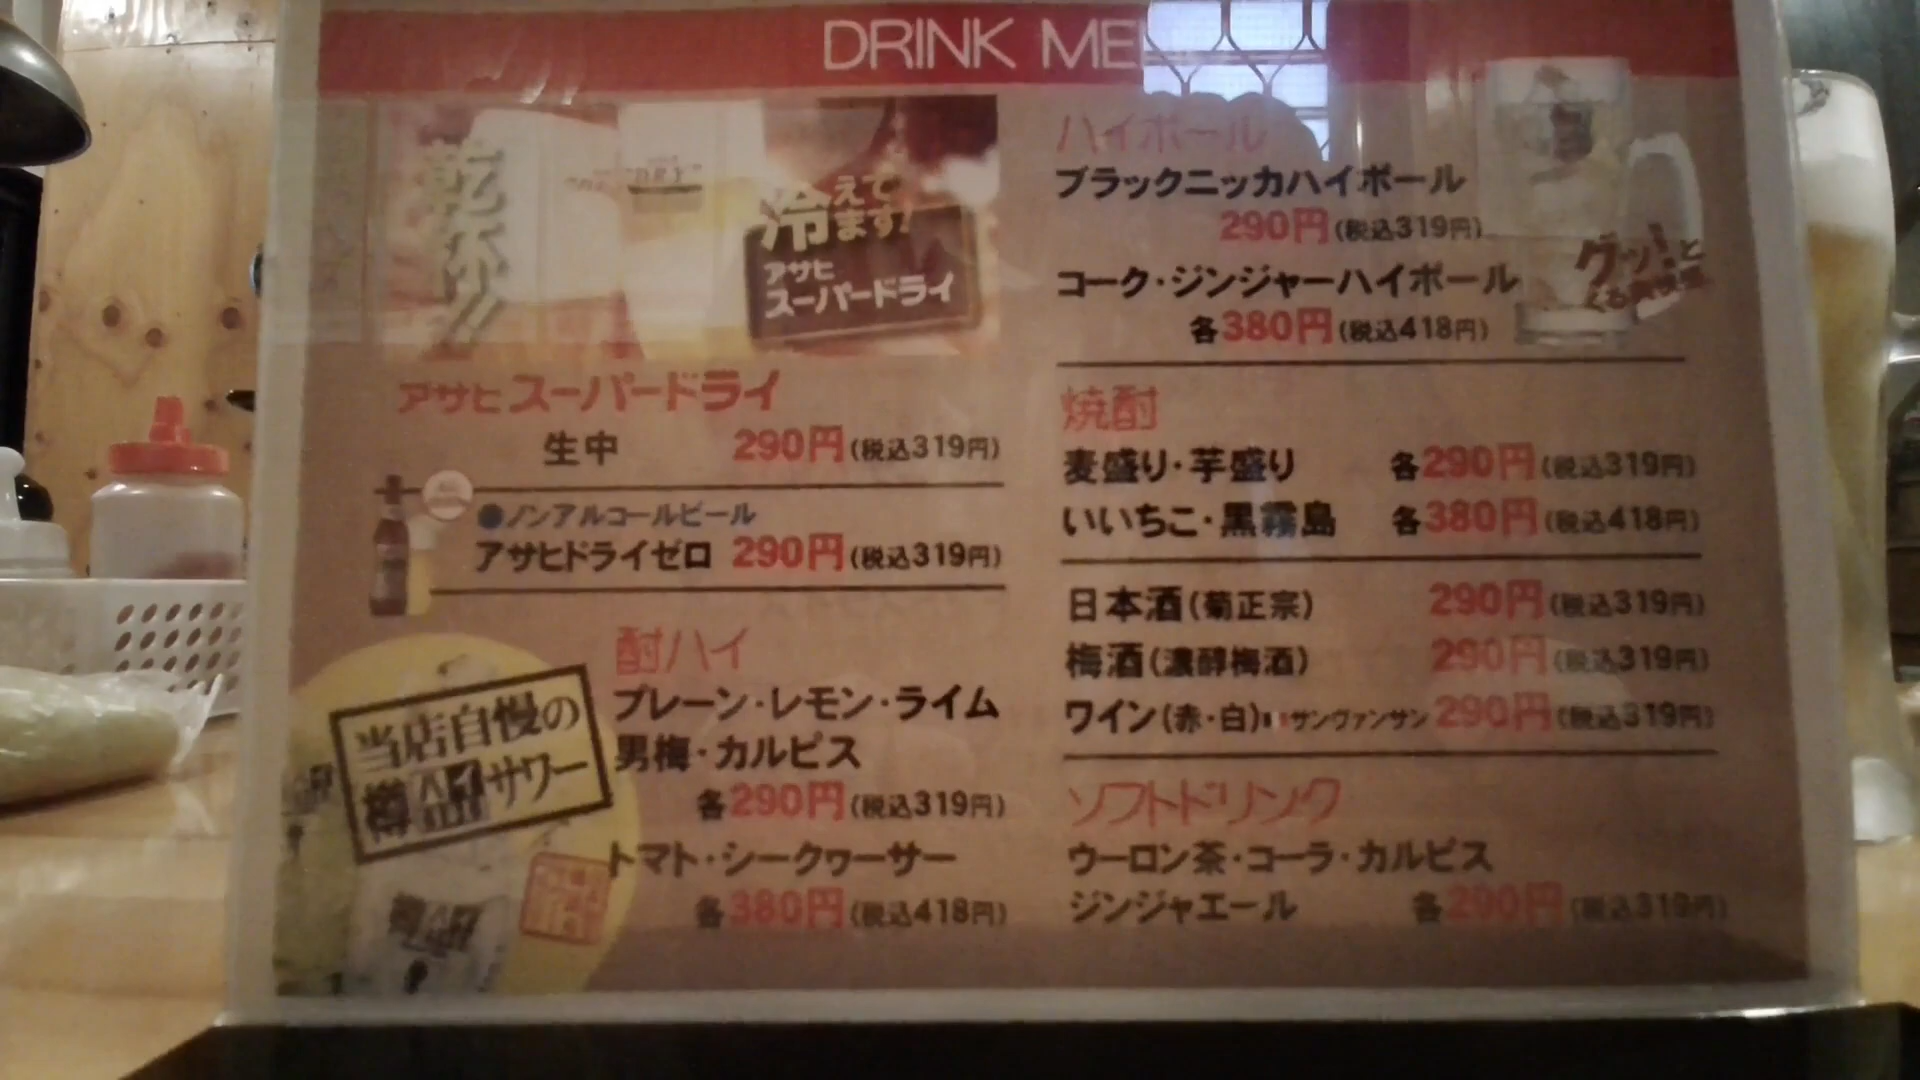 DRINK ME
乾杯!!
冷えてます!
アサヒ
スーパードライ
アサヒスーパードライ
生中 290円(税込319円)
●ノンアルコールビール
アサヒドライゼロ 290円(税込319円)
当店自慢の
樽ハイサワー
酎ハイ
プレーン・レモン・ライム
男梅・カルピス
各290円(税込319円)
トマト・シークヮーサー
各380円(税込418円)
ハイボール
ブラックニッカハイボール
290円(税込319円)
コーク・ジンジャーハイボール
各380円(税込418円)
グッ!と
焼酎
麦盛り・芋盛り 各290円(税込319円)
いいちこ・黒霧島 各380円(税込418円)
日本酒(菊正宗) 290円(税込319円)
梅酒(濃醇梅酒) 290円(税込319円)
ワイン(赤・白)サンヴァンサン 290円(税込319円)
ソフトドリンク
ウーロン茶・コーラ・カルピス
ジンジャエール 各290円(税込319円)